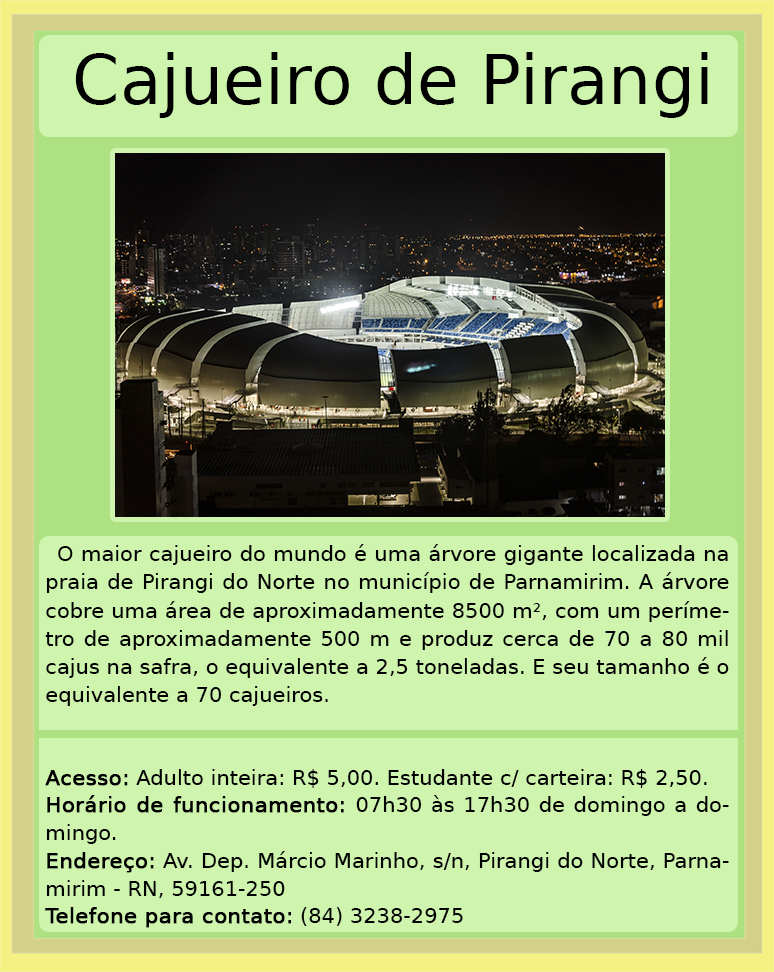 Cajueiro de Pirangi
O maior cajueiro do mundo é uma árvore gigante localizada na
praia de Pirangi do Norte no município de Parnamirim. A árvore
cobre uma área de aproximadamente 8500 m², com um períme-
tro de aproximadamente 500 m e produz cerca de 70 a 80 mil
cajus na safra, o equivalente a 2,5 toneladas. E seu tamanho é o
equivalente a 70 cajueiros.
Acesso: Adulto inteira: R$ 5,00. Estudante c/ carteira: R$ 2,50.
Horário de funcionamento: 07h30 às 17h30 de domingo a do-
mingo.
Endereço: Av. Dep. Márcio Marinho, s/n, Pirangi do Norte, Parna-
mirim - RN, 59161-250
Telefone para contato: (84) 3238-2975